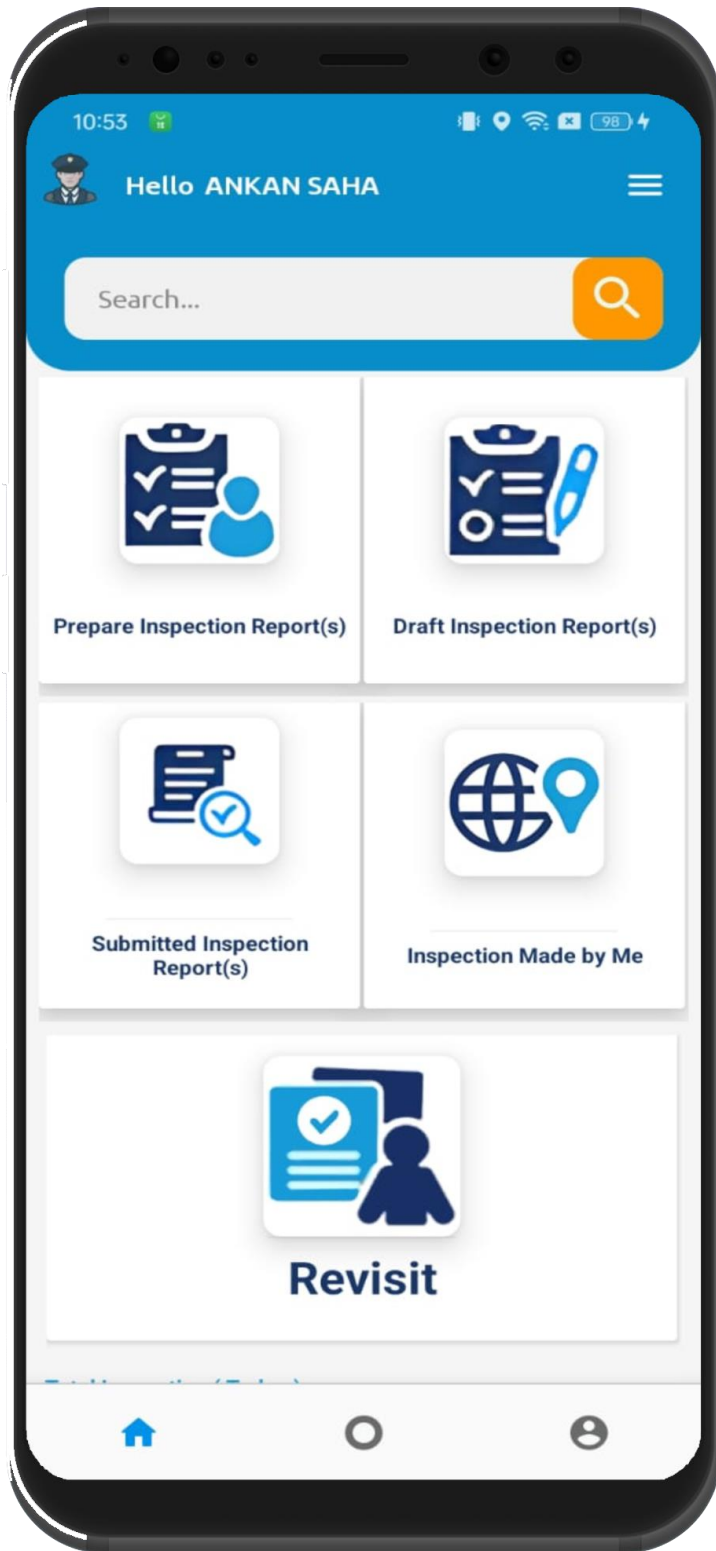 10:53
98
Hello ANKAN SAHA
Search...
Prepare Inspection Report(s)
Draft Inspection Report(s)
Submitted Inspection
Report(s)
Inspection Made by Me
Revisit